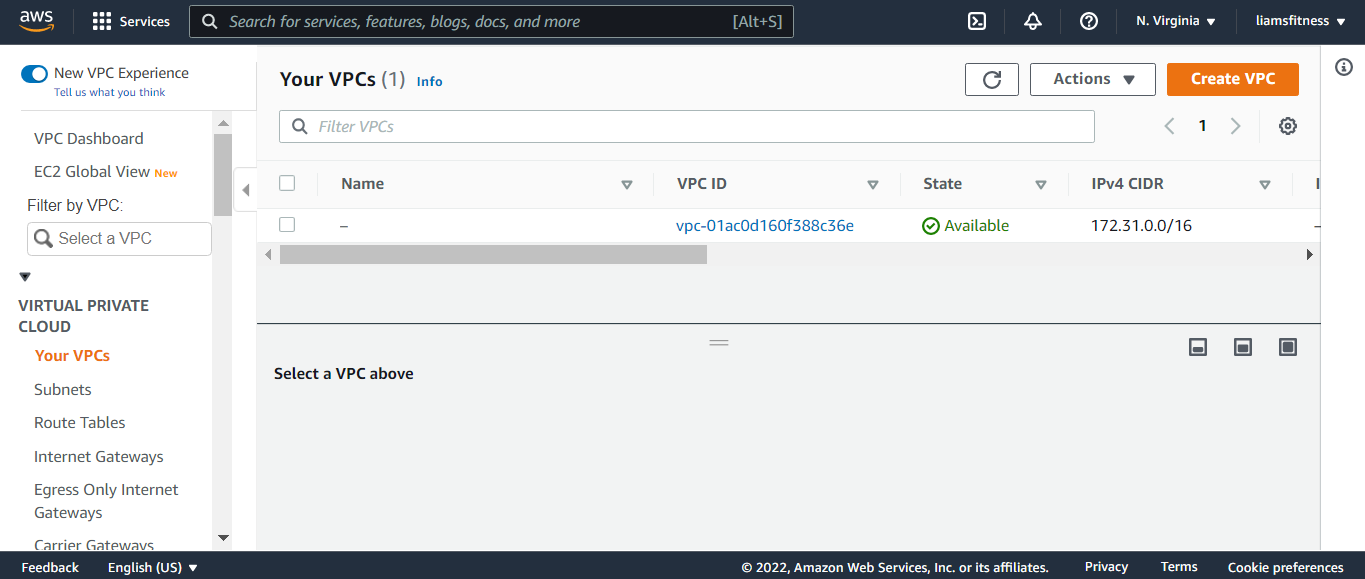 aws
Services
Search for services, features, blogs, docs, and more [Alt+S]
N. Virginia
liamsfitness
New VPC Experience
Tell us what you think
VPC Dashboard
EC2 Global View New
Filter by VPC:
Select a VPC
VIRTUAL PRIVATE
CLOUD
Your VPCs
Subnets
Route Tables
Internet Gateways
Egress Only Internet
Gateways
Carrier Gateways
Your VPCs (1) Info
Actions
Create VPC
Filter VPCs
1
Name VPC ID State IPv4 CIDR
– vpc-01ac0d160f388c36e Available 172.31.0.0/16 –
Select a VPC above
Feedback English (US) © 2022, Amazon Web Services, Inc. or its affiliates. Privacy Terms Cookie preferences